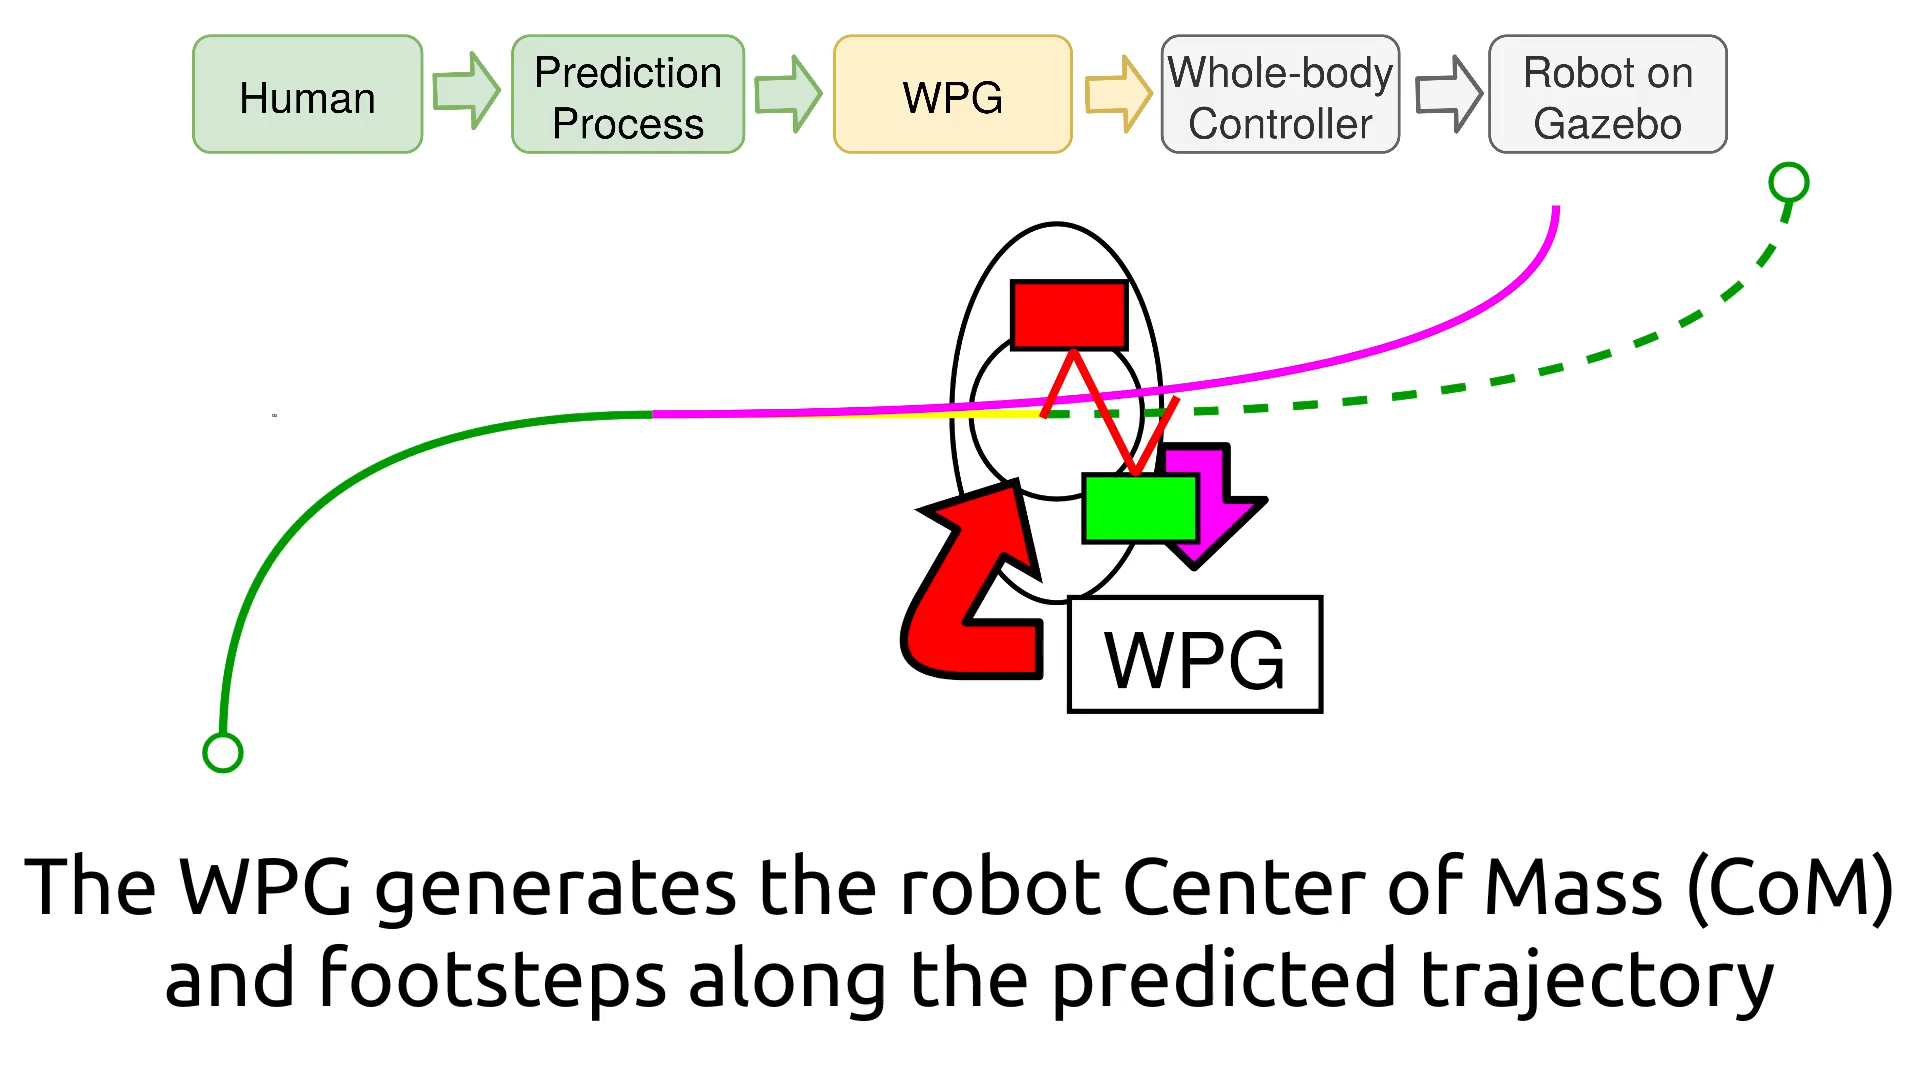 Human
Prediction
Process
WPG
Whole-body
Controller
Robot on
Gazebo
WPG
The WPG generates the robot Center of Mass (CoM)
and footsteps along the predicted trajectory